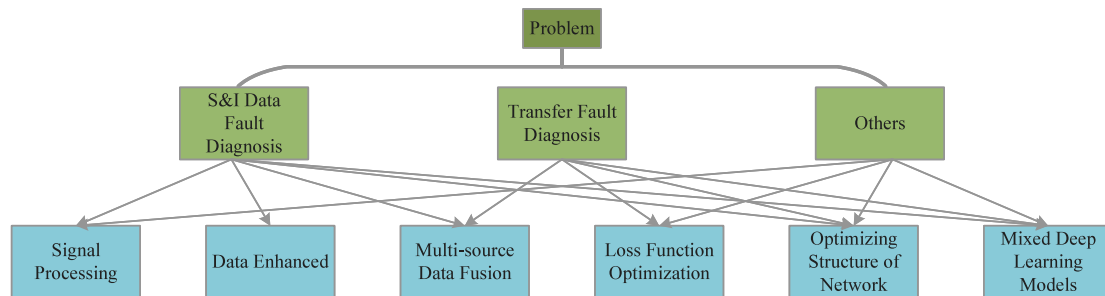 Problem
S&I Data
Fault
Diagnosis
Transfer Fault
Diagnosis
Others
Signal
Processing
Data Enhanced
Multi-source
Data Fusion
Loss Function
Optimization
Optimizing
Structure of
Network
Mixed Deep
Learning
Models